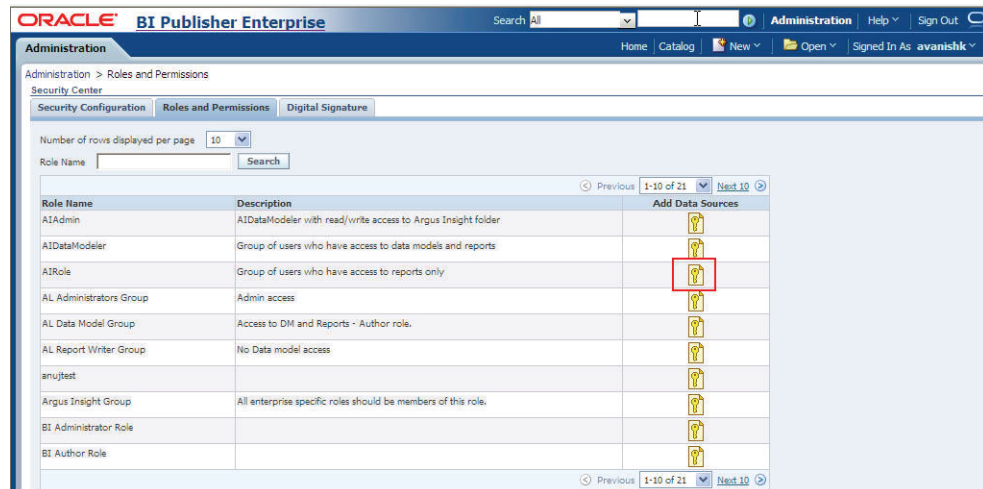 ORACLE BI Publisher Enterprise Search All Administration Help Sign Out
Administration Home Catalog New Open Signed In As avanishk
Administration > Roles and Permissions
Security Center
Security Configuration Roles and Permissions Digital Signature
Number of rows displayed per page 10
Role Name Search
Previous 1-10 of 21 Next 10
Role Name Description Add Data Sources
AIAdmin AIDataModeler with read/write access to Argus Insight folder
AIDataModeler Group of users who have access to data models and reports
AIRole Group of users who have access to reports only
AL Administrators Group Admin access
AL Data Model Group Access to DM and Reports - Author role.
AL Report Writer Group No Data model access
anujtest
Argus Insight Group All enterprise specific roles should be members of this role.
BI Administrator Role
BI Author Role
Previous 1-10 of 21 Next 10